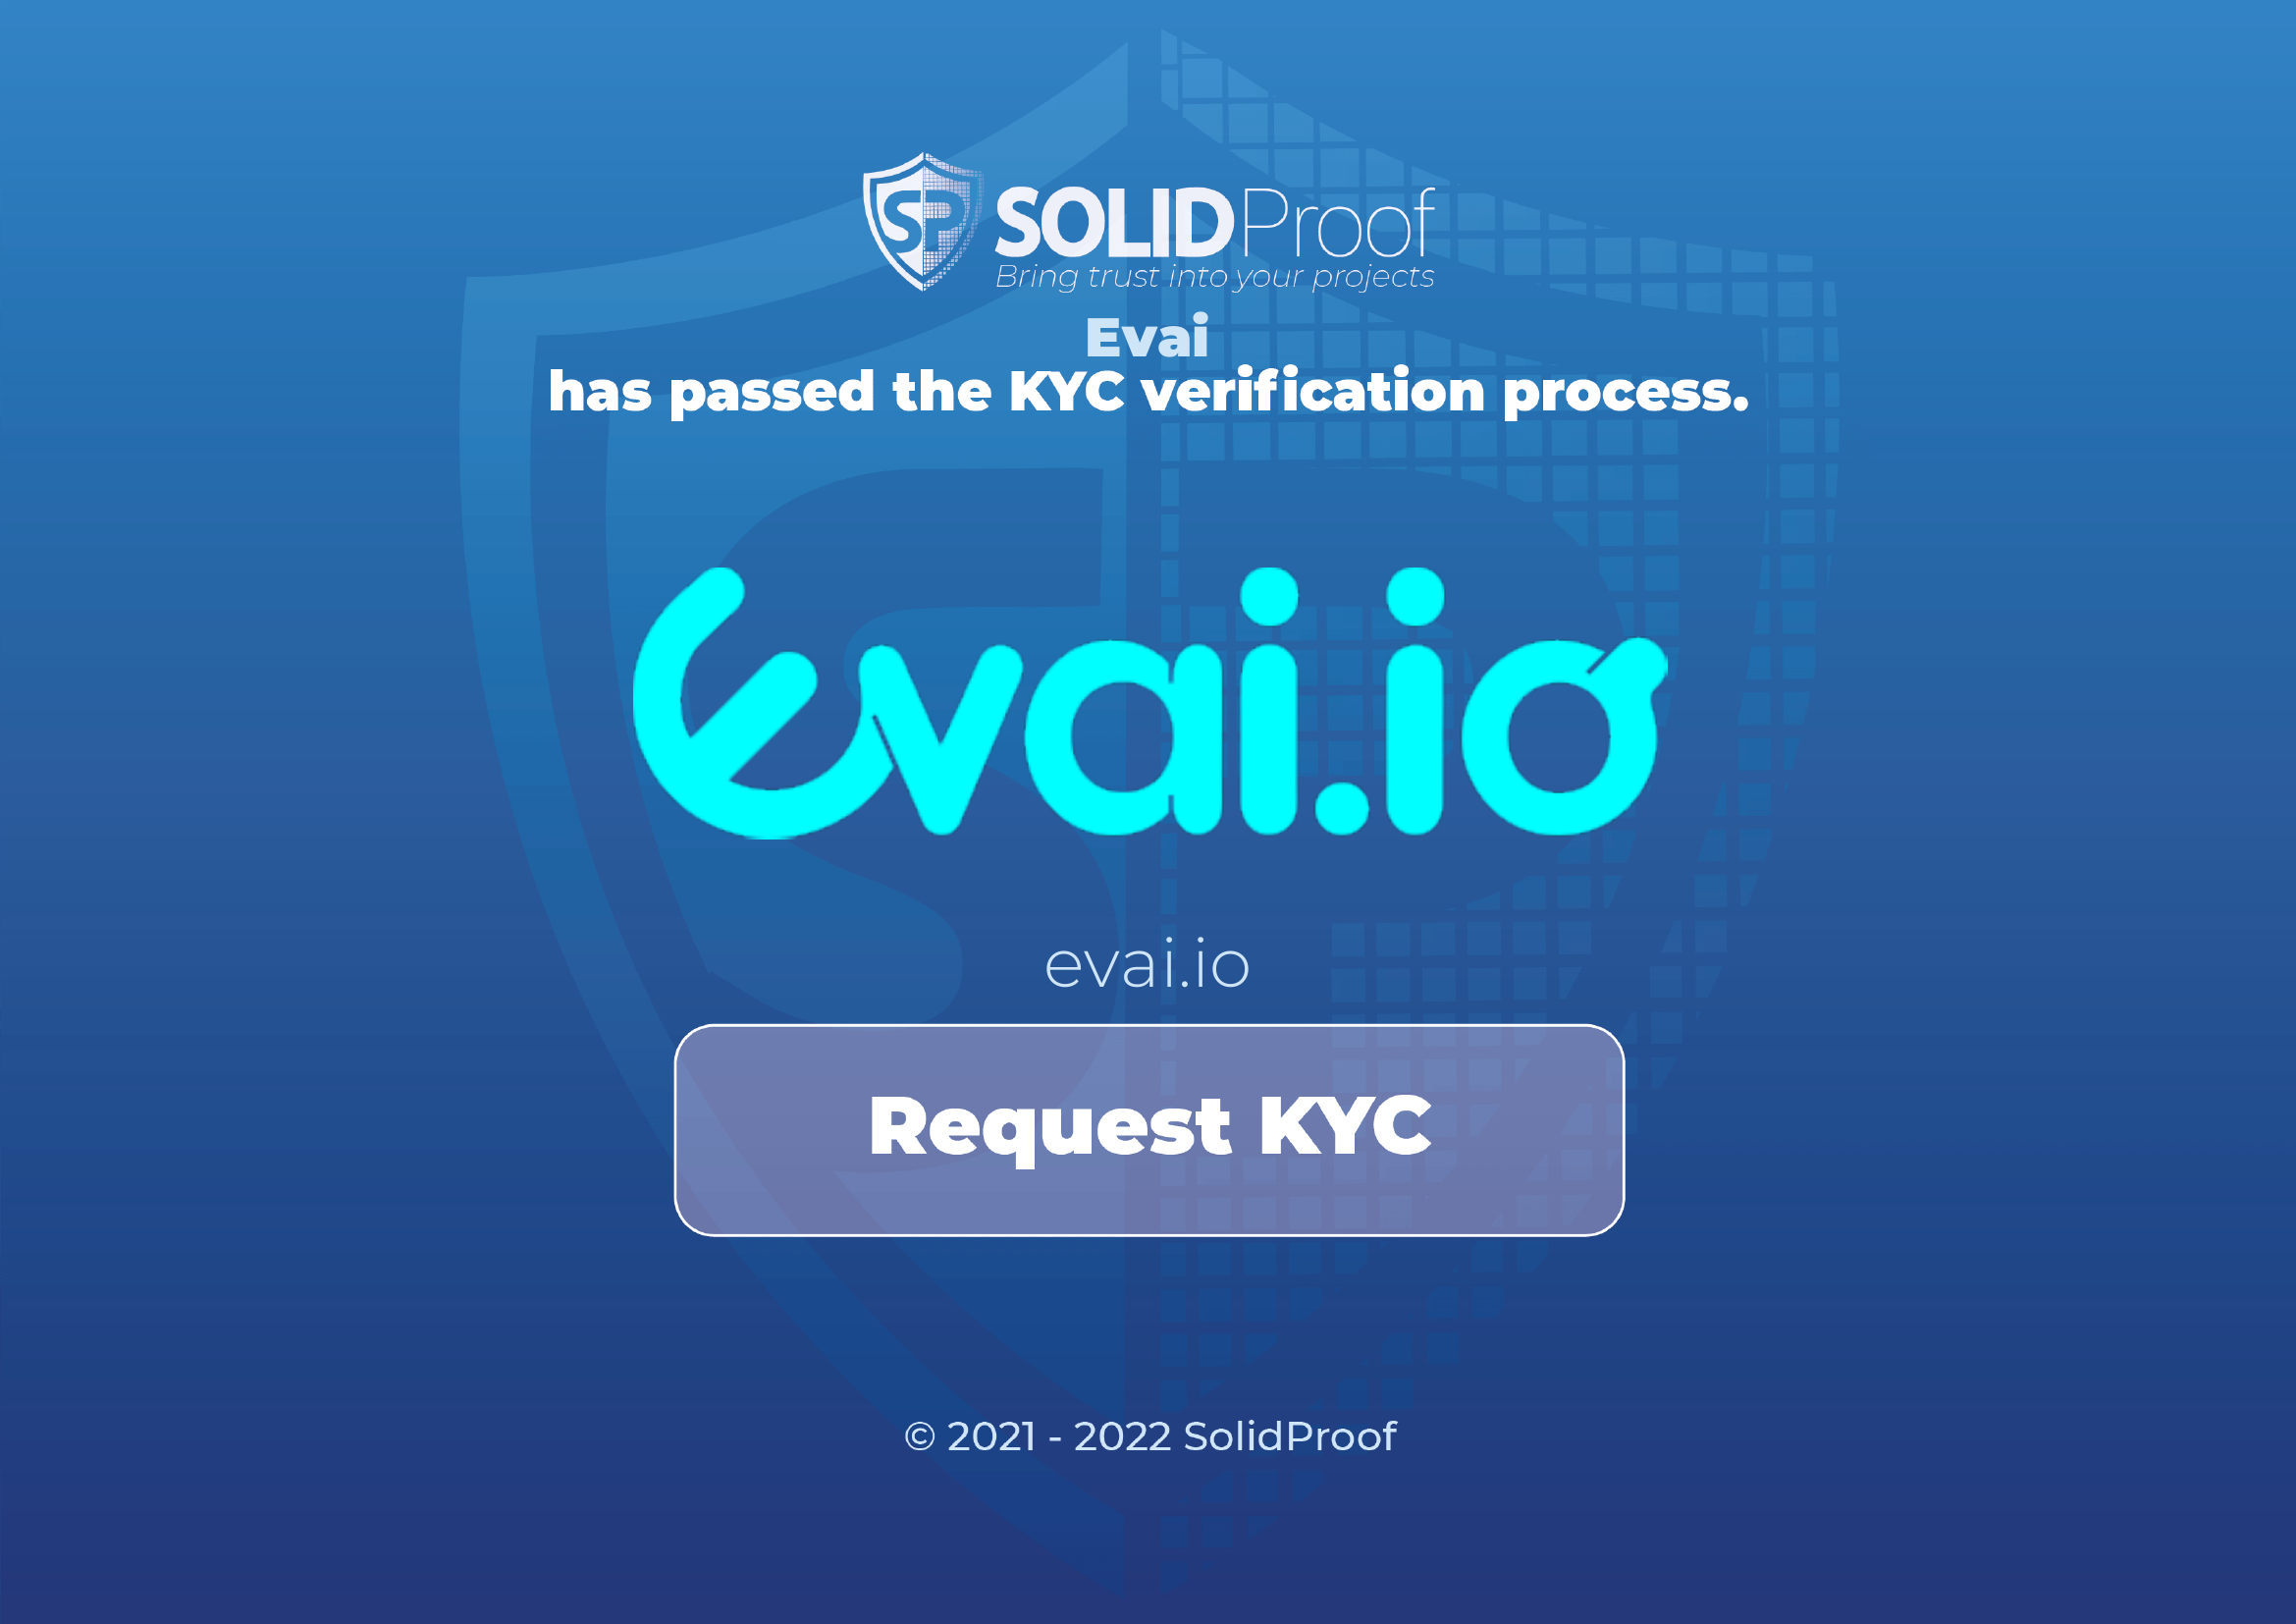 SP SOLIDProof
Bring trust into your projects
Evai
has passed the KYC verification process.
evai.io
evai.io
Request KYC
© 2021 - 2022 SolidProof